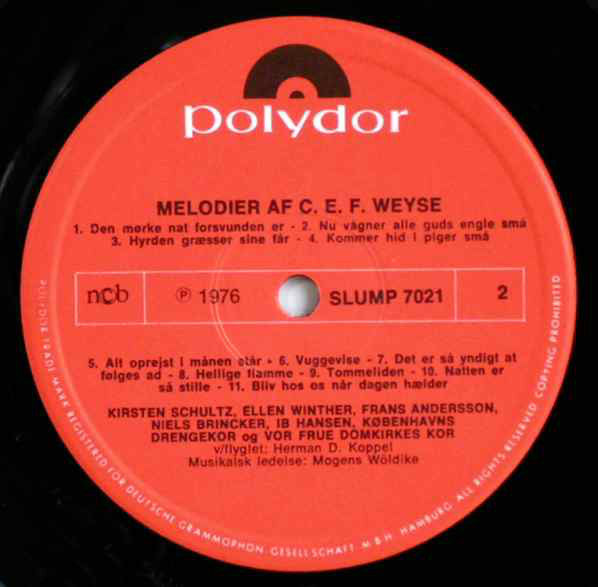 polydor
MELODIER AF C. E. F. WEYSE
1. Den mørke nat forsvunden er - 2. Nu vågner alle guds engle små
3. Hyrden græsser sine får - 4. Kommer hid I piger små
ncb
℗ 1976
SLUMP 7021
2
5. Alt oprejst i månen står - 6. Vuggevise - 7. Det er så yndigt at
følges ad - 8. Hellige flamme - 9. Tommeliden - 10. Natten er
så stille - 11. Bliv hos os når dagen hælder
KIRSTEN SCHULTZ, ELLEN WINTHER, FRANS ANDERSSON,
NIELS BRINCKER, IB HANSEN, KØBENHAVNS
DRENGEKOR og VOR FRUE DOMKIRKES KOR
v/flyglet: Herman D. Koppel
Musikalsk ledelse: Mogens Wöldike
POLYDOR TRADE MARK REGISTERED FOR DEUTSCHE GRAMMOPHON GESELLSCHAFT M B H. HAMBURG. ALL RIGHTS RESERVED COPYING PROHIBITED